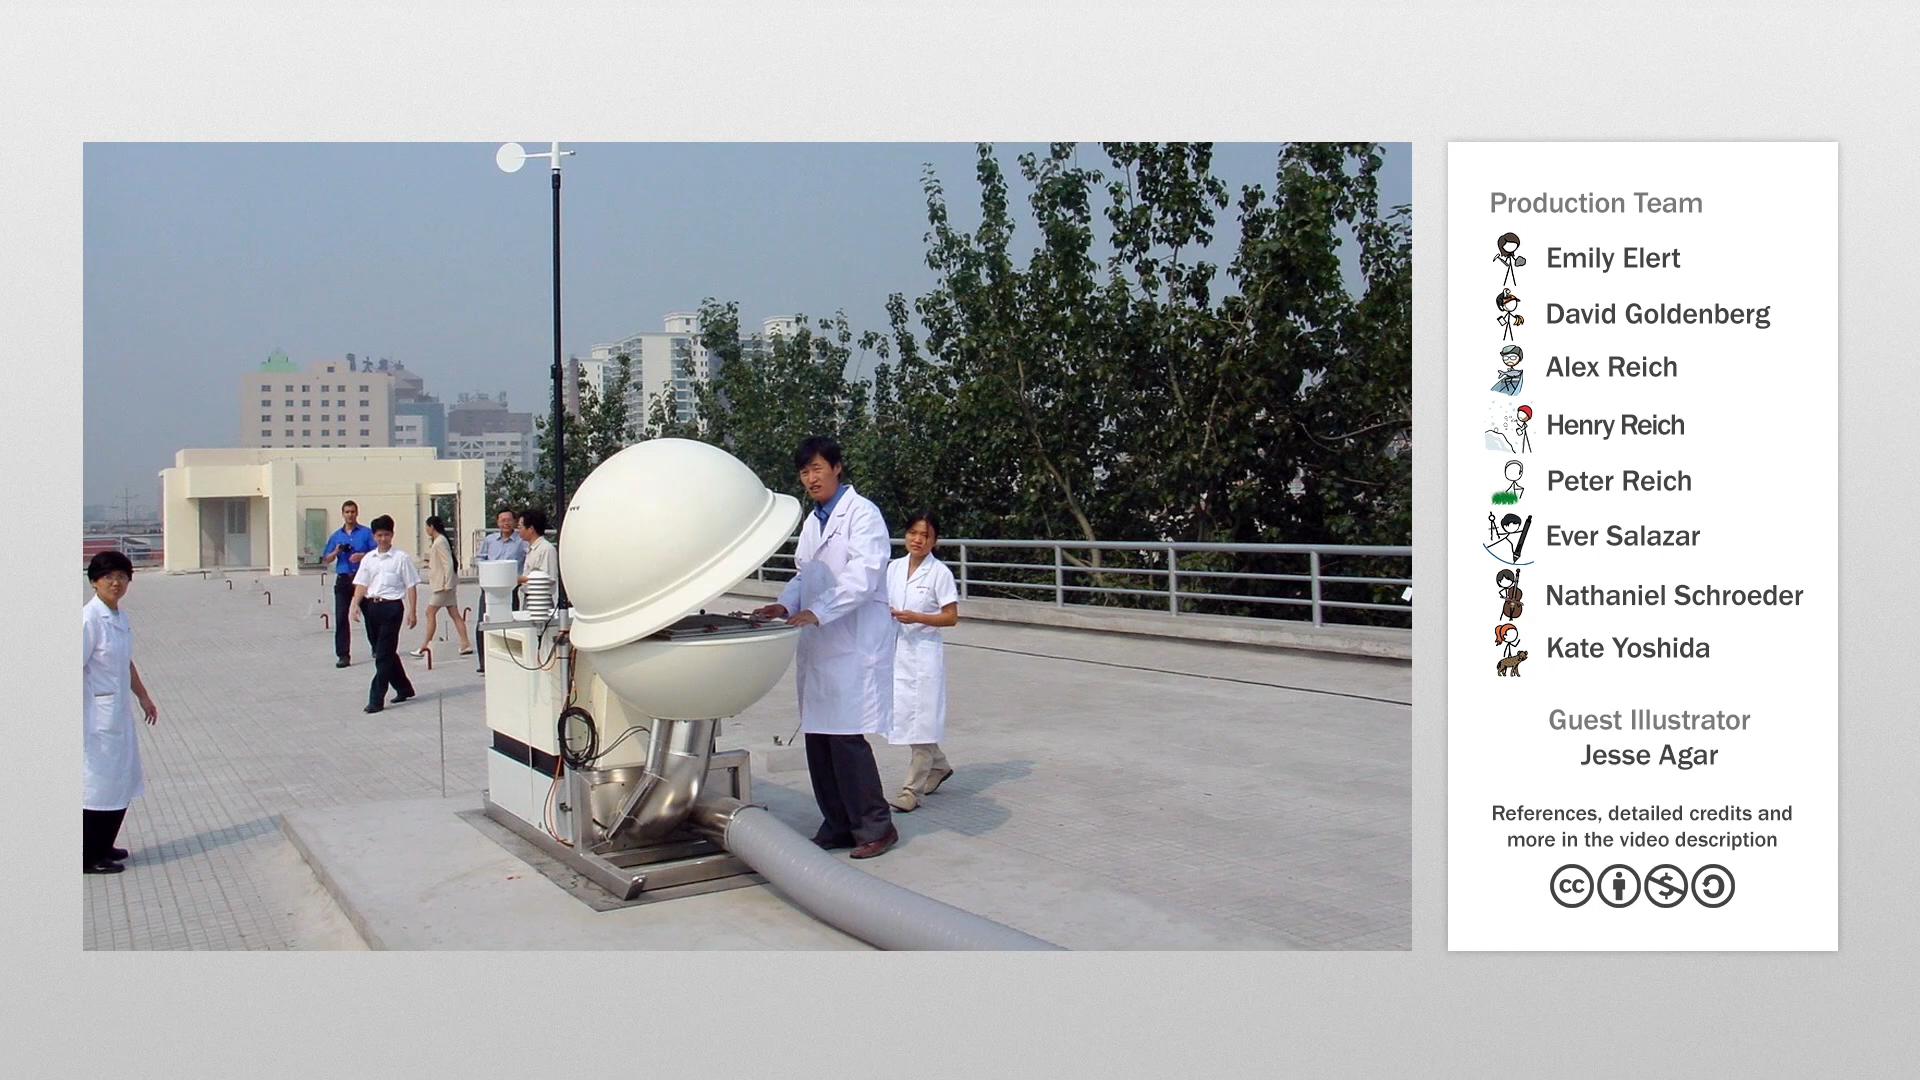 Production Team
Emily Elert
David Goldenberg
Alex Reich
Henry Reich
Peter Reich
Ever Salazar
Nathaniel Schroeder
Kate Yoshida
Guest Illustrator
Jesse Agar
References, detailed credits and
more in the video description
cc